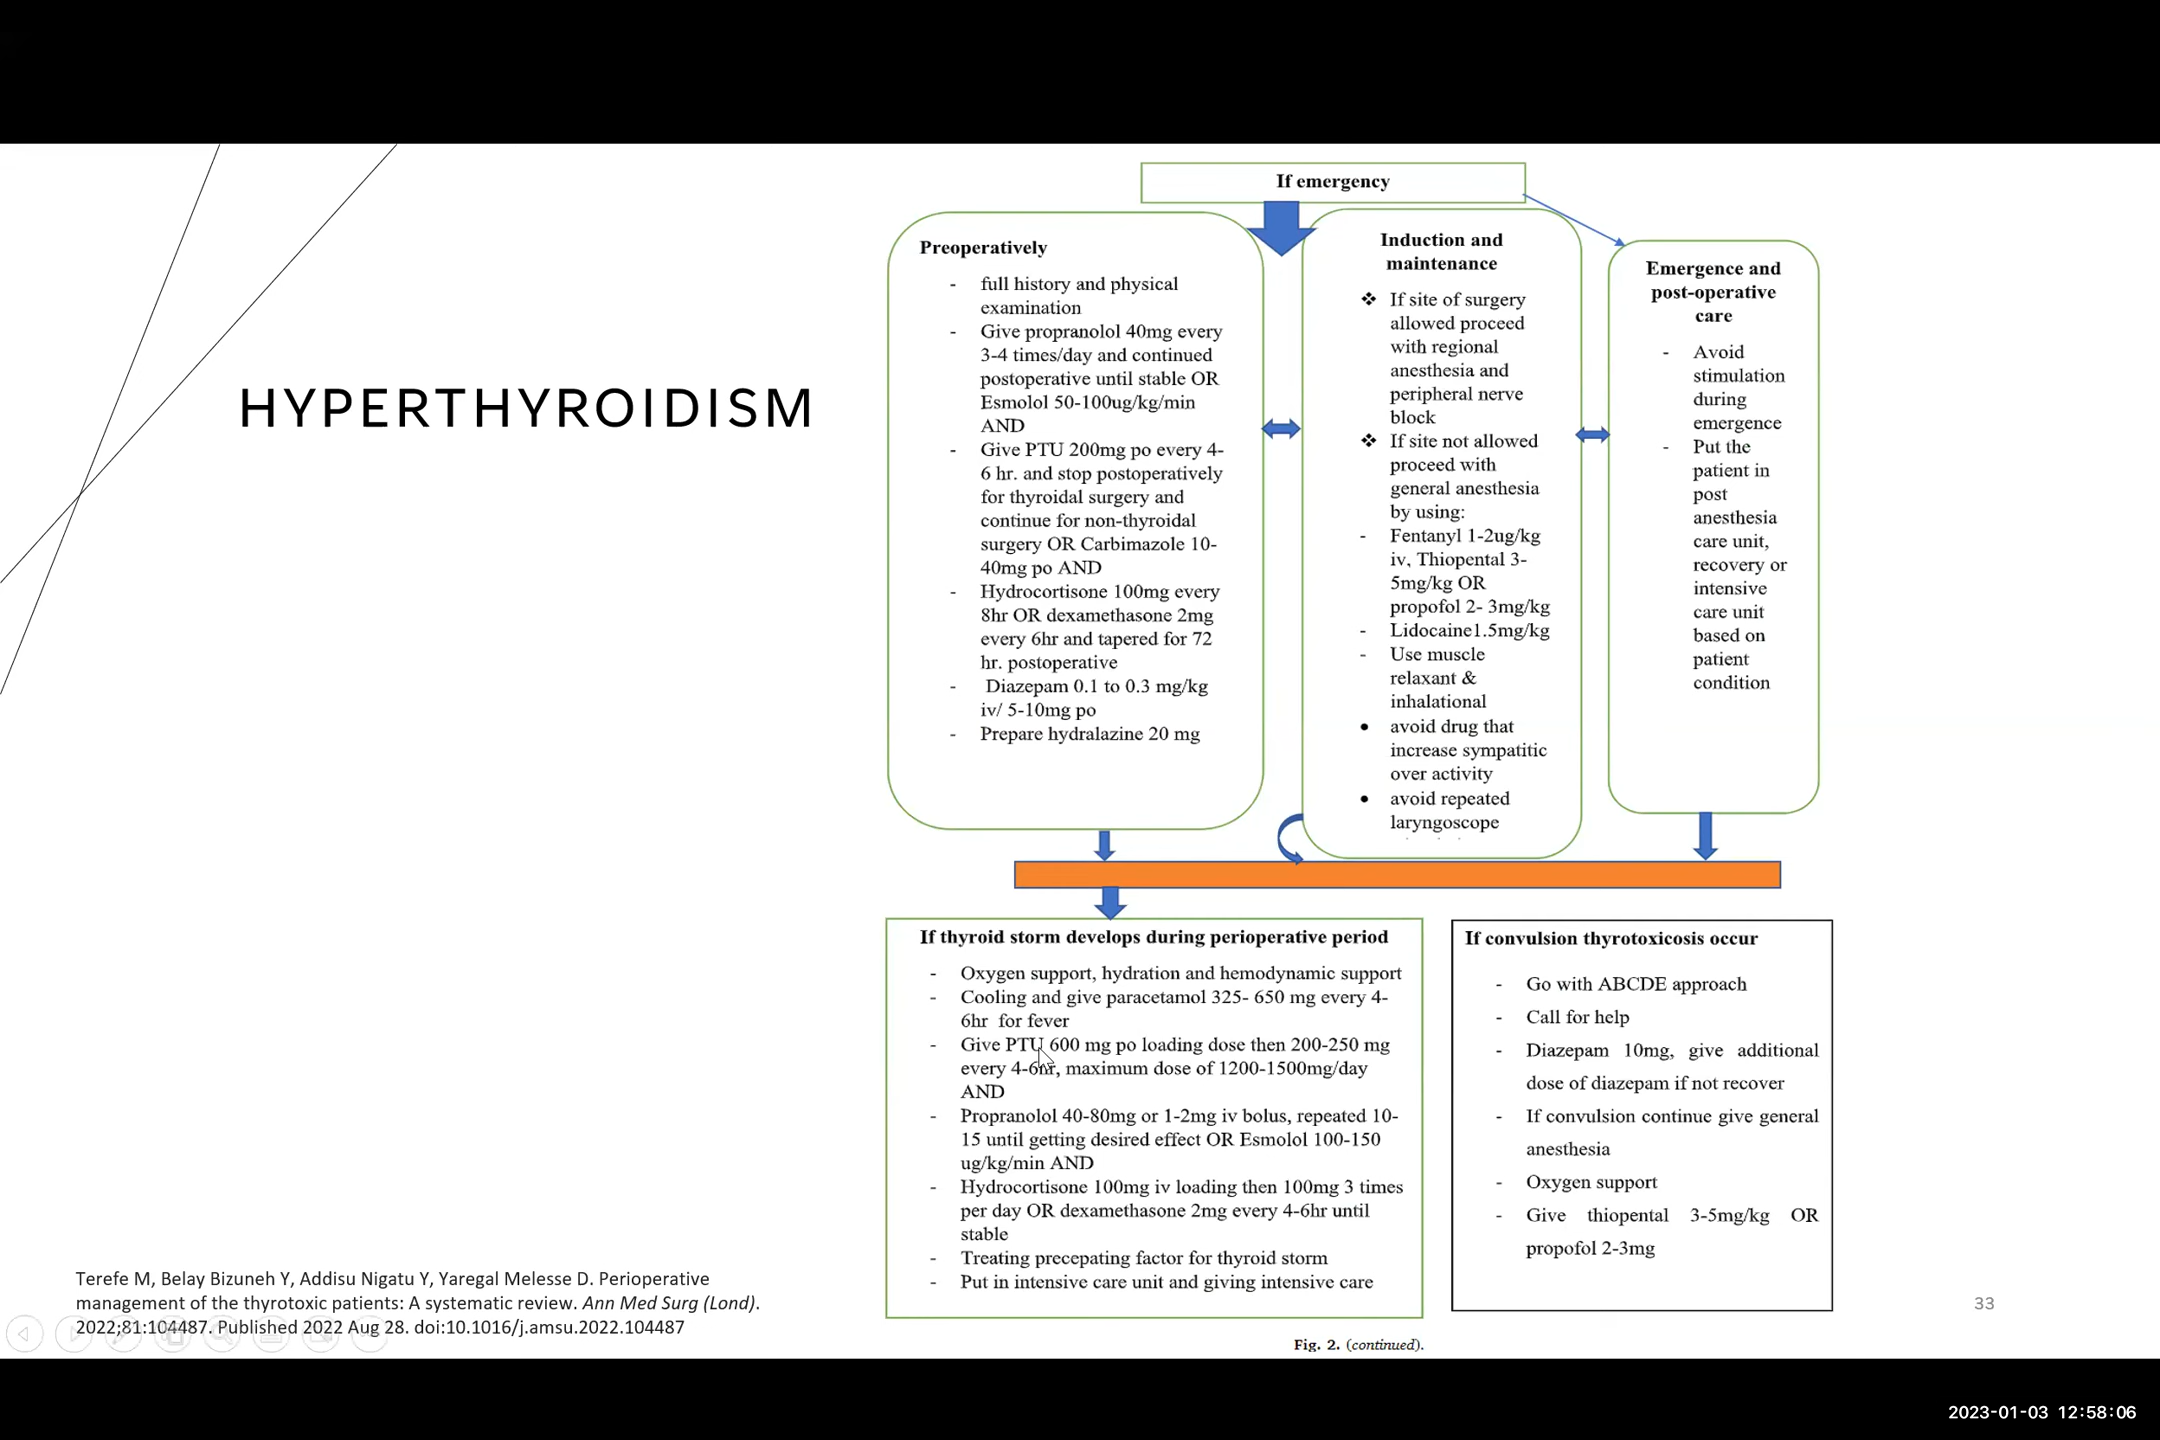 HYPERTHYROIDISM
If emergency
Preoperatively
- full history and physical
examination
- Give propranolol 40mg every
3-4 times/day and continued
postoperative until stable OR
Esmolol 50-100ug/kg/min
AND
- Give PTU 200mg po every 4-
6 hr. and stop postoperatively
for thyroidal surgery and
continue for non-thyroidal
surgery OR Carbimazole 10-
40mg po AND
- Hydrocortisone 100mg every
8hr OR dexamethasone 2mg
every 6hr and tapered for 72
hr. postoperative
- Diazepam 0.1 to 0.3 mg/kg
iv/ 5-10mg po
- Prepare hydralazine 20 mg
Induction and
maintenance
❖ If site of surgery
allowed proceed
with regional
anesthesia and
peripheral nerve
block
❖ If site not allowed
proceed with
general anesthesia
by using:
- Fentanyl 1-2ug/kg
iv, Thiopental 3-
5mg/kg OR
propofol 2- 3mg/kg
- Lidocaine1.5mg/kg
- Use muscle
relaxant &
inhalational
• avoid drug that
increase sympatitic
over activity
• avoid repeated
laryngoscope
Emergence and
post-operative
care
- Avoid
stimulation
during
emergence
- Put the
patient in
post
anesthesia
care unit,
recovery or
intensive
care unit
based on
patient
condition
If thyroid storm develops during perioperative period
- Oxygen support, hydration and hemodynamic support
- Cooling and give paracetamol 325- 650 mg every 4-
6hr for fever
- Give PTU 600 mg po loading dose then 200-250 mg
every 4-6hr, maximum dose of 1200-1500mg/day
AND
- Propranolol 40-80mg or 1-2mg iv bolus, repeated 10-
15 until getting desired effect OR Esmolol 100-150
ug/kg/min AND
- Hydrocortisone 100mg iv loading then 100mg 3 times
per day OR dexamethasone 2mg every 4-6hr until
stable
- Treating precepating factor for thyroid storm
- Put in intensive care unit and giving intensive care
If convulsion thyrotoxicosis occur
- Go with ABCDE approach
- Call for help
- Diazepam 10mg, give additional
dose of diazepam if not recover
- If convulsion continue give general
anesthesia
- Oxygen support
- Give thiopental 3-5mg/kg OR
propofol 2-3mg
Fig. 2. (continued).
Terefe M, Belay Bizuneh Y, Addisu Nigatu Y, Yaregal Melesse D. Perioperative
management of the thyrotoxic patients: A systematic review. Ann Med Surg (Lond).
2022;81:104487. Published 2022 Aug 28. doi:10.1016/j.amsu.2022.104487
33
2023-01-03 12:58:06